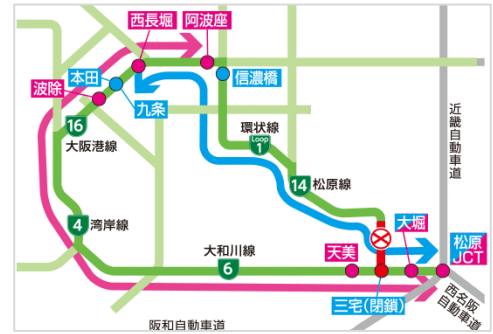 西長堀
阿波座
本田
波除
九条
信濃橋
16
大阪港線
環状線
Loop
1
14
松原線
近畿自動車道
4
湾岸線
大和川線
6
天美
大堀
松原
JCT
三宅(閉鎖)
西名阪
自動車道
阪和自動車道